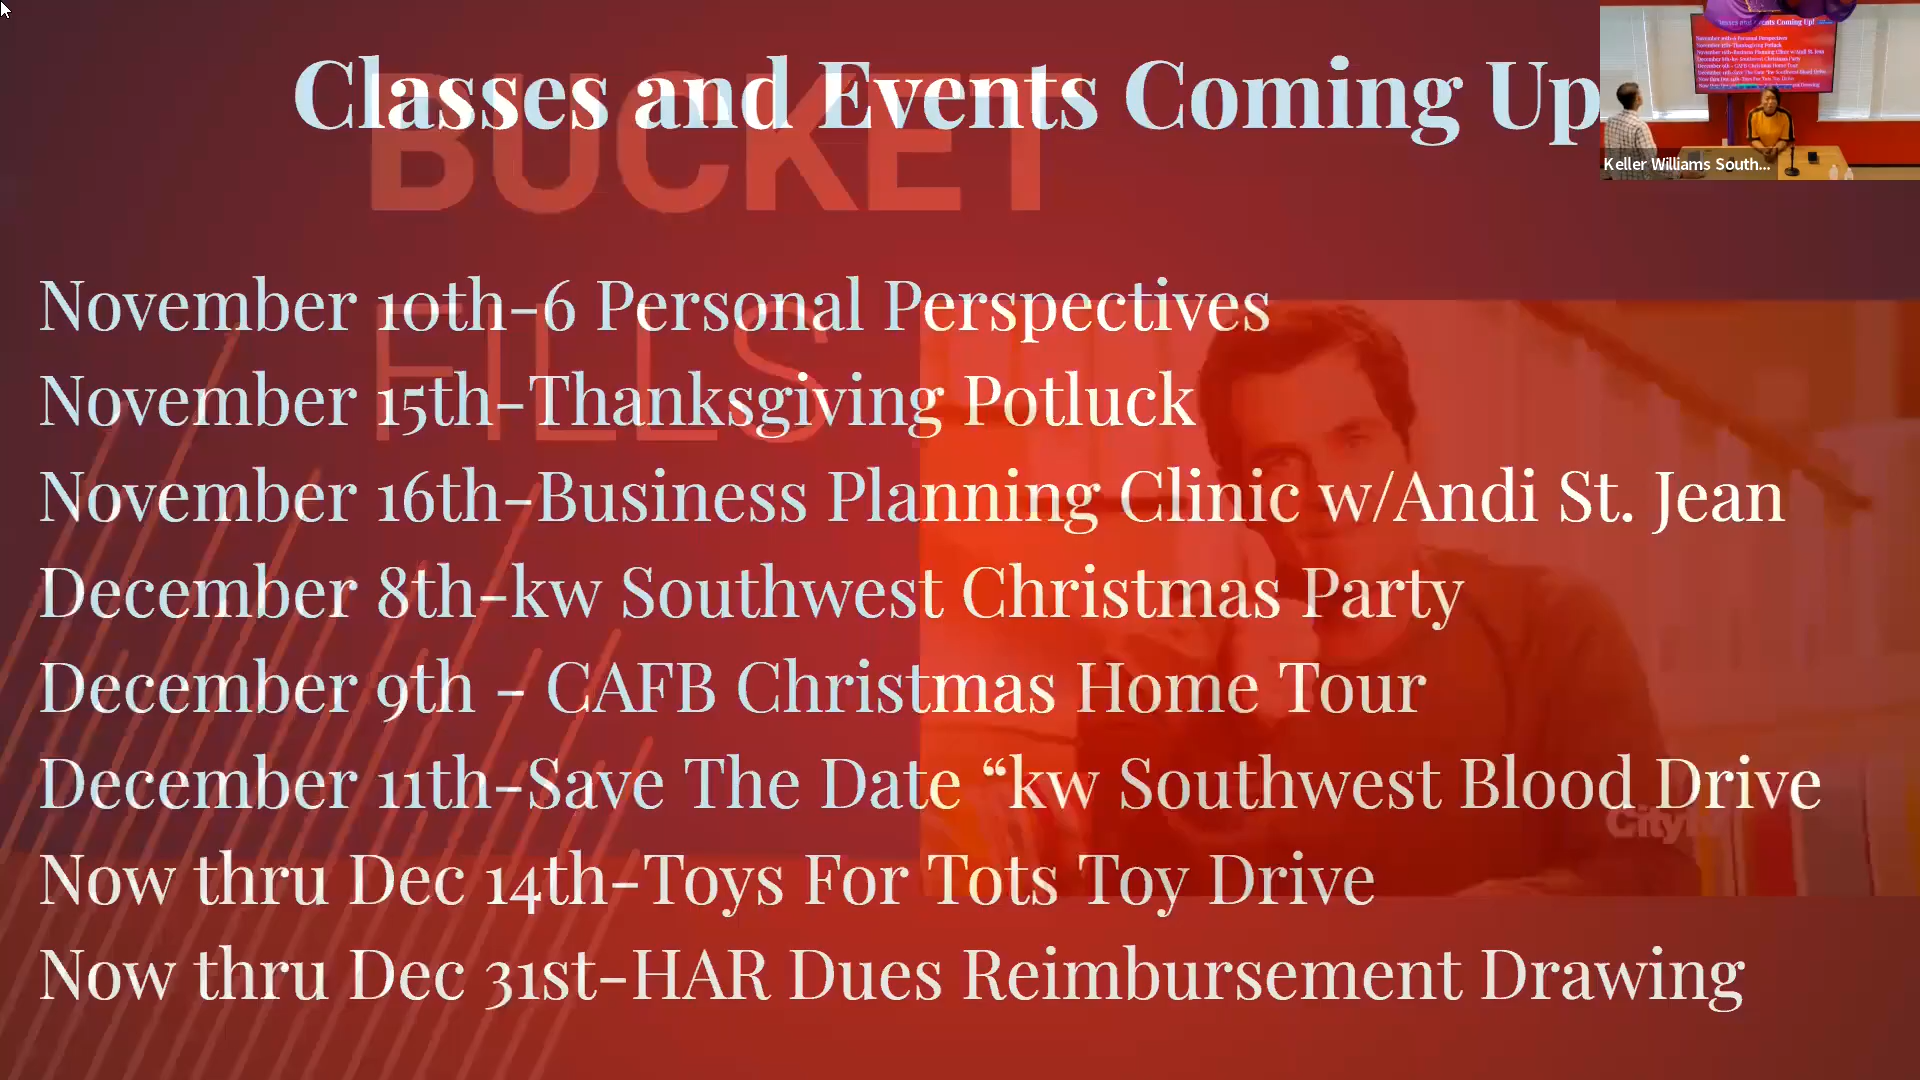 Classes and Events Coming Up
BUCKET
FILLS
November 10th-6 Personal Perspectives
November 15th-Thanksgiving Potluck
November 16th-Business Planning Clinic w/Andi St. Jean
December 8th-kw Southwest Christmas Party
December 9th - CAFB Christmas Home Tour
December 11th-Save The Date “kw Southwest Blood Drive
Now thru Dec 14th-Toys For Tots Toy Drive
Now thru Dec 31st-HAR Dues Reimbursement Drawing
Keller Williams South...